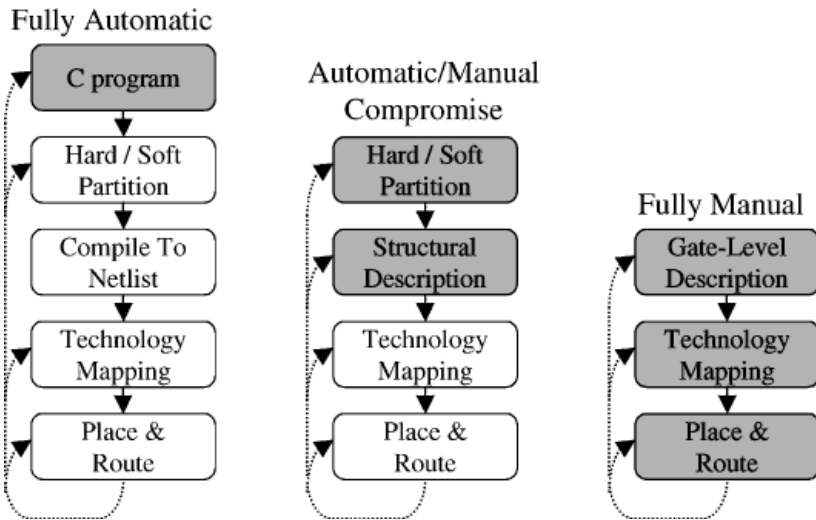 Fully Automatic
C program
Hard / Soft
Partition
Compile To
Netlist
Technology
Mapping
Place &
Route
Automatic/Manual
Compromise
Hard / Soft
Partition
Structural
Description
Technology
Mapping
Place &
Route
Fully Manual
Gate-Level
Description
Technology
Mapping
Place &
Route